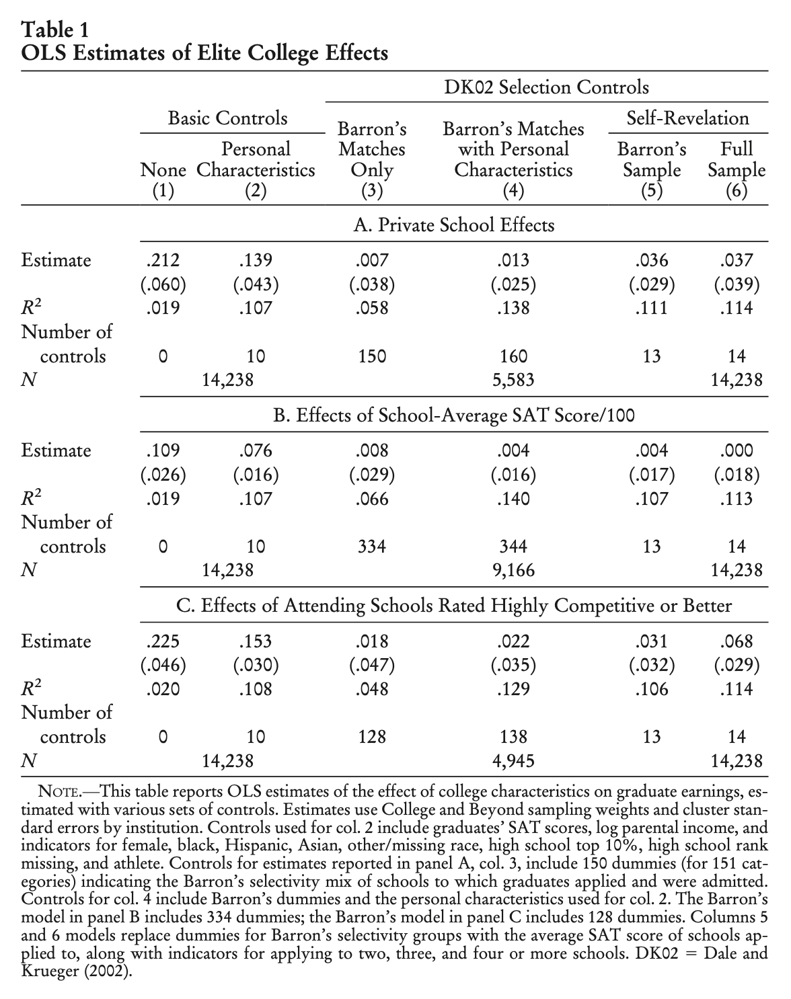 Table 1
OLS Estimates of Elite College Effects
DK02 Selection Controls
Basic Controls
Self-Revelation
Barron's
Matches
Only
(3)
Barron's Matches
with Personal
Characteristics
(4)
None
(1)
Personal
Characteristics
(2)
Barron's
Sample
(5)
Full
Sample
(6)
A. Private School Effects
Estimate .212 .139 .007 .013 .036 .037
(.060) (.043) (.038) (.025) (.029) (.039)
R² .019 .107 .058 .138 .111 .114
Number of
controls 0 10 150 160 13 14
N 14,238 5,583 14,238
B. Effects of School-Average SAT Score/100
Estimate .109 .076 .008 .004 .004 .000
(.026) (.016) (.029) (.016) (.017) (.018)
R² .019 .107 .066 .140 .107 .113
Number of
controls 0 10 334 344 13 14
N 14,238 9,166 14,238
C. Effects of Attending Schools Rated Highly Competitive or Better
Estimate .225 .153 .018 .022 .031 .068
(.046) (.030) (.047) (.035) (.032) (.029)
R² .020 .108 .048 .129 .106 .114
Number of
controls 0 10 128 138 13 14
N 14,238 4,945 14,238
NOTE.—This table reports OLS estimates of the effect of college characteristics on graduate earnings, es-
timated with various sets of controls. Estimates use College and Beyond sampling weights and cluster stan-
dard errors by institution. Controls used for col. 2 include graduates' SAT scores, log parental income, and
indicators for female, black, Hispanic, Asian, other/missing race, high school top 10%, high school rank
missing, and athlete. Controls for estimates reported in panel A, col. 3, include 150 dummies (for 151 cat-
egories) indicating the Barron's selectivity mix of schools to which graduates applied and were admitted.
Controls for col. 4 include Barron's dummies and the personal characteristics used for col. 2. The Barron's
model in panel B includes 334 dummies; the Barron's model in panel C includes 128 dummies. Columns 5
and 6 models replace dummies for Barron's selectivity groups with the average SAT score of schools ap-
plied to, along with indicators for applying to two, three, and four or more schools. DK02 = Dale and
Krueger (2002).